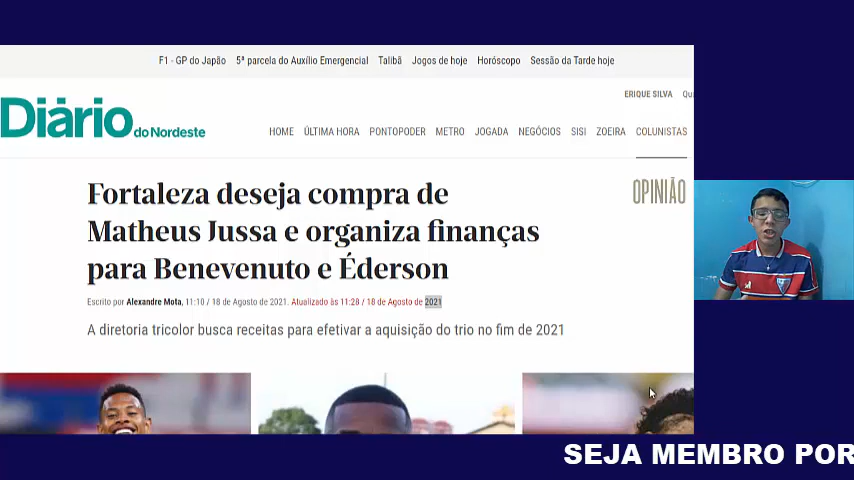 F1 - GP do Japão 5ª parcela do Auxílio Emergencial Talibã Jogos de hoje Horóscopo Sessão da Tarde hoje
ERIQUE SILVA
Diário do Nordeste
HOME ÚLTIMA HORA PONTOPODER METRO JOGADA NEGÓCIOS SISI ZOEIRA COLUNISTAS
OPINIÃO
Fortaleza deseja compra de
Matheus Jussa e organiza finanças
para Benevenuto e Éderson
Escrito por Alexandre Mota, 11:10 / 18 de Agosto de 2021. Atualizado às 11:28 / 18 de Agosto de 2021
A diretoria tricolor busca receitas para efetivar a aquisição do trio no fim de 2021
SEJA MEMBRO POR